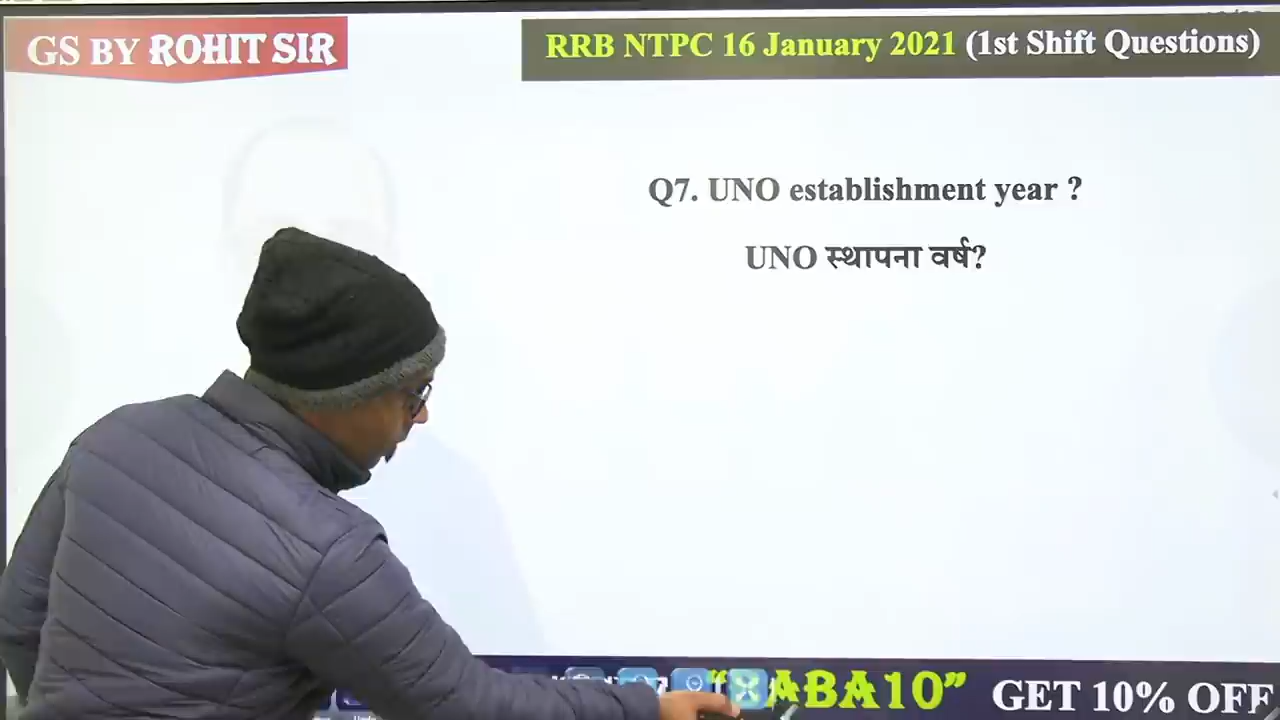 GS BY ROHIT SIR
RRB NTPC 16 January 2021 (1st Shift Questions)
Q7. UNO establishment year ?
UNO स्थापना वर्ष?
ABA10” GET 10% OFF